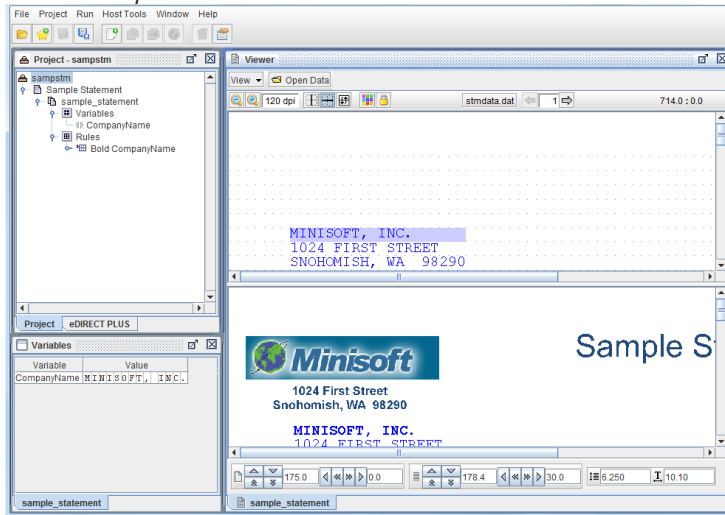 File Project Run Host Tools Window Help
Project - sampstm
sampstm
Sample Statement
sample_statement
Variables
CompanyName
Rules
Bold CompanyName
Project eDIRECT PLUS
Variables
Variable Value
CompanyName MINISOFT, INC.
sample_statement
Viewer
View Open Data
120 dpi stmdata.dat 1 714.0 : 0.0
MINISOFT, INC.
1024 FIRST STREET
SNOHOMISH, WA 98290
Minisoft Sample S
1024 First Street
Snohomish, WA 98290
MINISOFT, INC.
1024 FIRST STREET
175.0 0.0 178.4 30.0 6.250 10.10
sample_statement